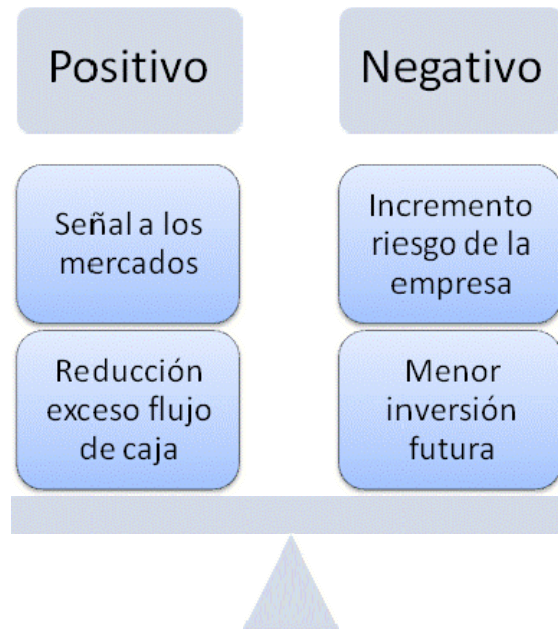 Positivo
Negativo
Señal a los
mercados
Incremento
riesgo de la
empresa
Reducción
exceso flujo
de caja
Menor
inversión
futura